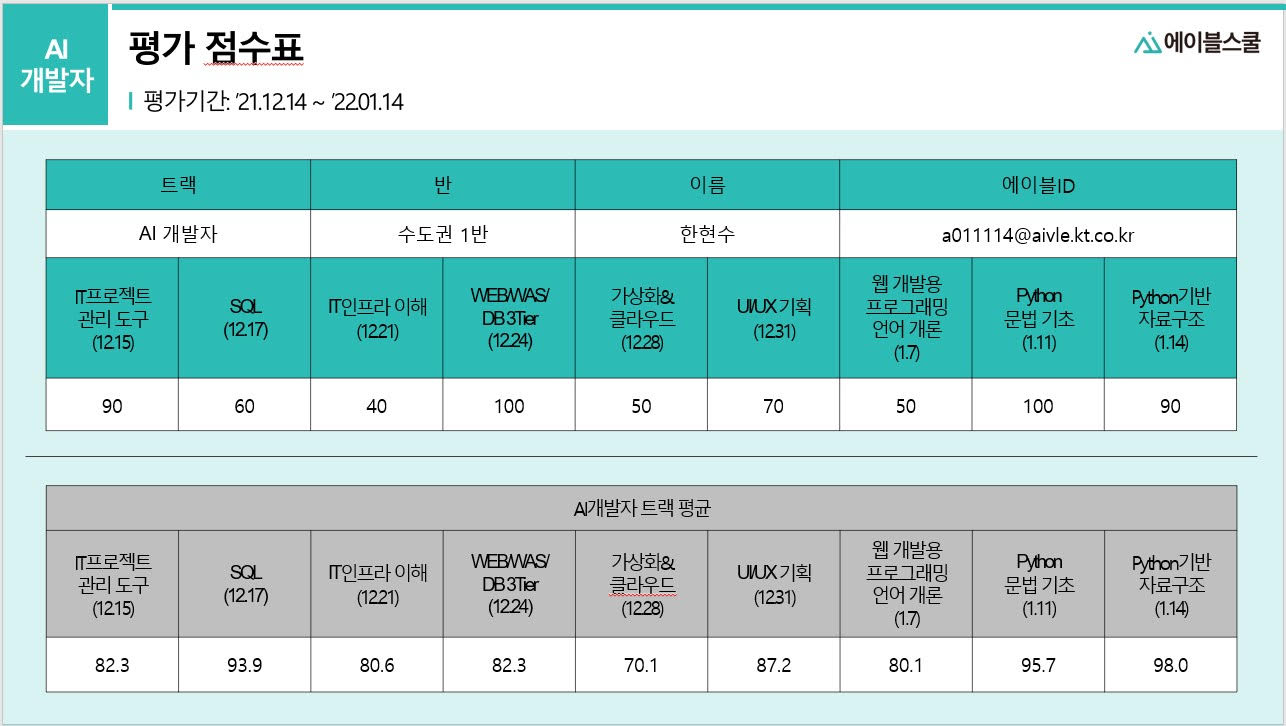 AI
개발자
평가 점수표
평가기간: '21.12.14 ~ '22.01.14
에이블스쿨
트랙 반 이름 에이블ID
AI 개발자 수도권 1반 한현수 a011114@aivle.kt.co.kr
IT프로젝트
관리 도구
(12.15)
SQL
(12.17)
IT인프라 이해
(12.21)
WEB/WAS/
DB 3Tier
(12.24)
가상화&
클라우드
(12.28)
UI/UX 기획
(12.31)
웹 개발용
프로그래밍
언어 개론
(1.7)
Python
문법 기초
(1.11)
Python기반
자료구조
(1.14)
90 60 40 100 50 70 50 100 90
AI개발자 트랙 평균
IT프로젝트
관리 도구
(12.15)
SQL
(12.17)
IT인프라 이해
(12.21)
WEB/WAS/
DB 3Tier
(12.24)
가상화&
클라우드
(12.28)
UI/UX 기획
(12.31)
웹 개발용
프로그래밍
언어 개론
(1.7)
Python
문법 기초
(1.11)
Python기반
자료구조
(1.14)
82.3 93.9 80.6 82.3 70.1 87.2 80.1 95.7 98.0